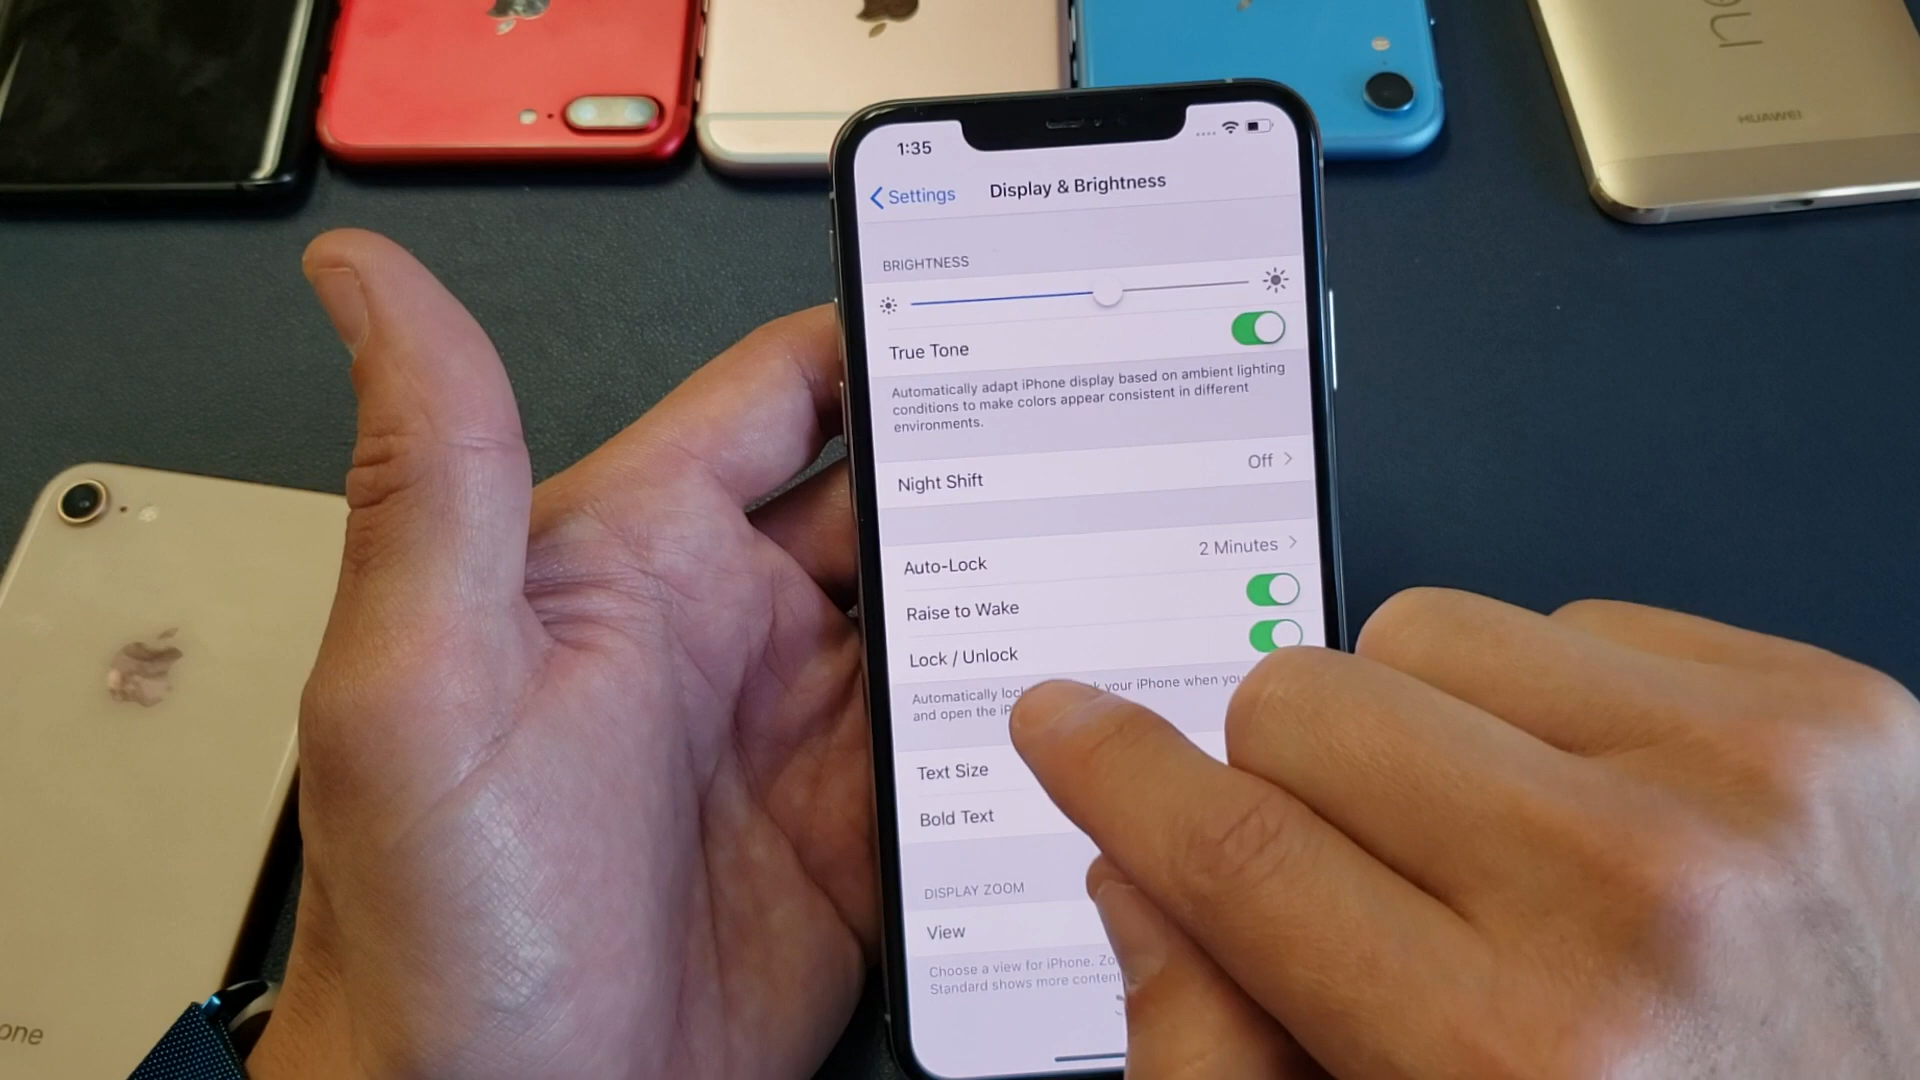 HUAWEI
1:35
Settings
Display & Brightness
BRIGHTNESS
True Tone
Automatically adapt iPhone display based on ambient lighting
conditions to make colors appear consistent in different
environments.
Night Shift
Off
Auto-Lock
2 Minutes
Raise to Wake
Lock / Unlock
Automatically your iPhone when you
and open the
Text Size
Bold Text
DISPLAY ZOOM
View
Choose a view for iPhone.
Standard shows more content